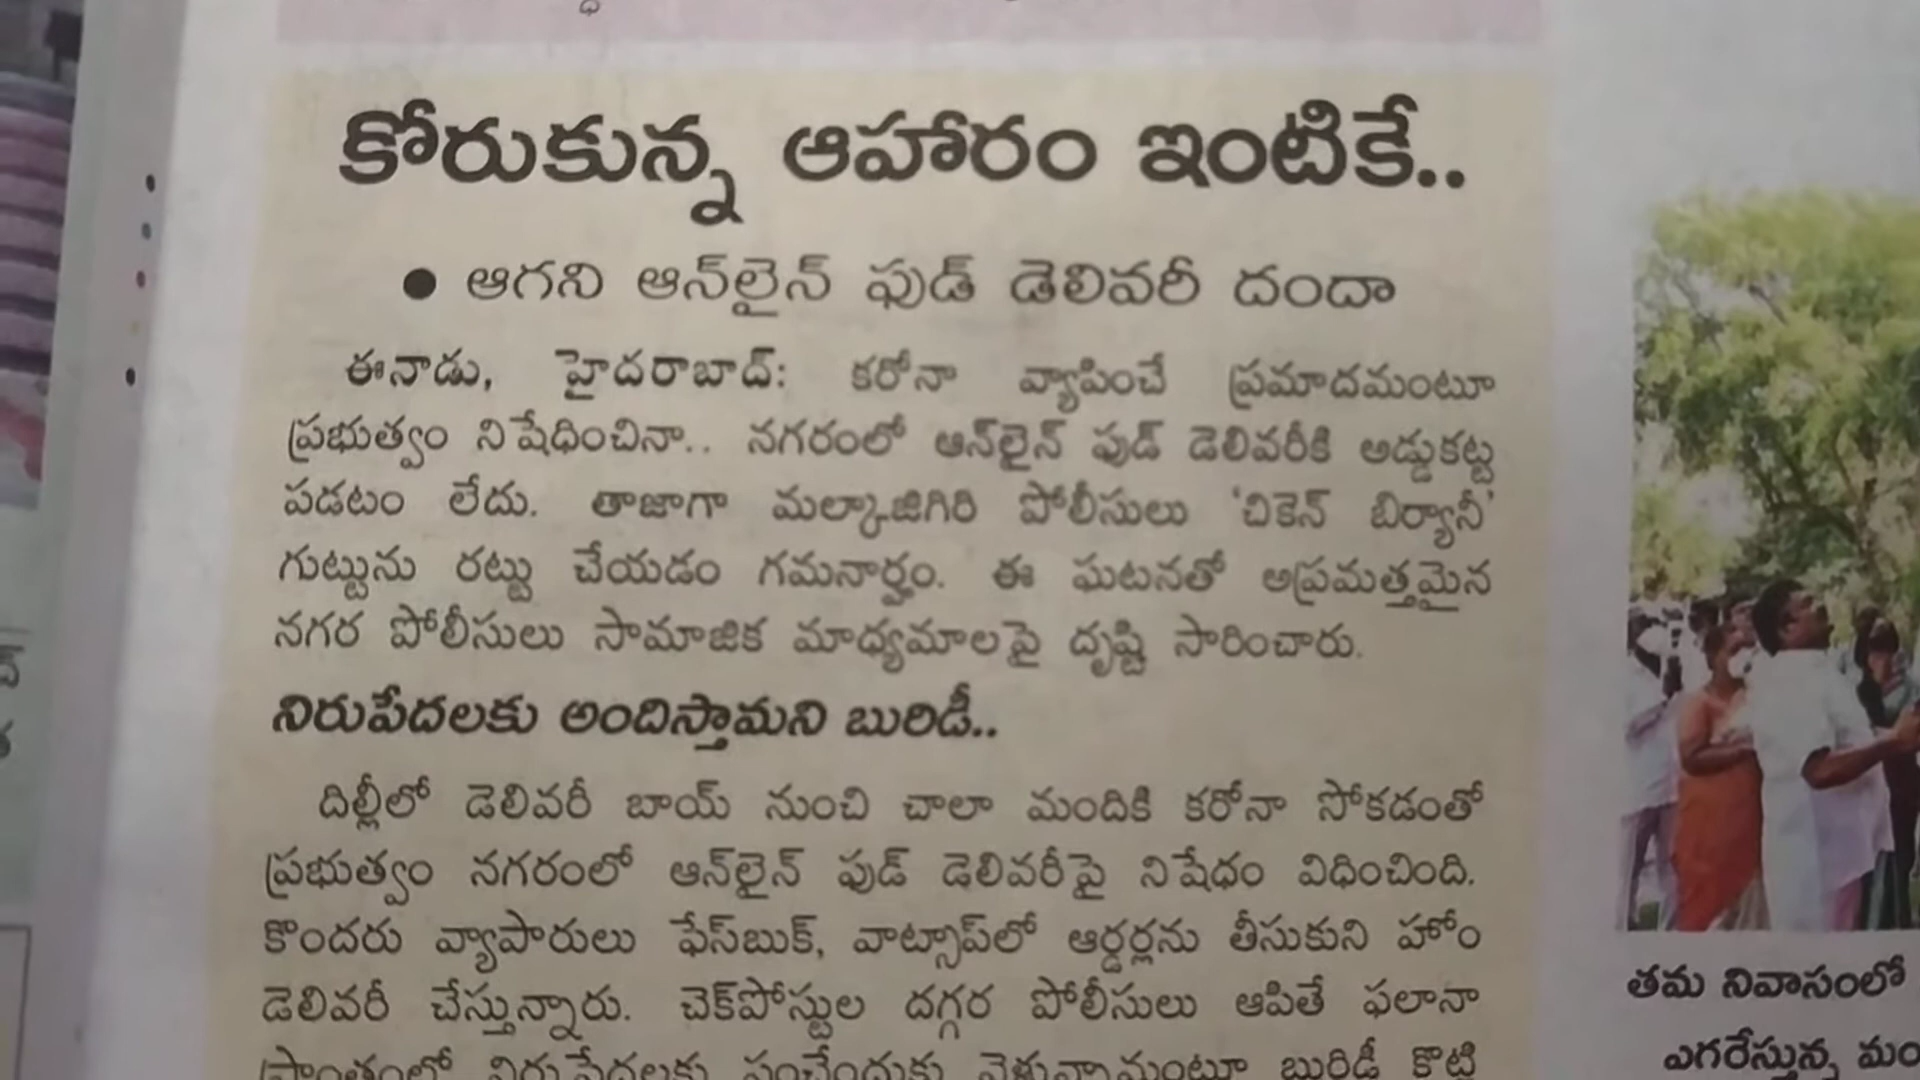 కోరుకున్న ఆహారం ఇంటికే..
● ఆగని ఆన్‌లైన్ ఫుడ్ డెలివరీ దందా
ఈనాడు, హైదరాబాద్: కరోనా వ్యాపించే ప్రమాదమంటూ
ప్రభుత్వం నిషేధించినా.. నగరంలో ఆన్‌లైన్ ఫుడ్ డెలివరీకి అడ్డుకట్ట
పడటం లేదు. తాజాగా మల్కాజిగిరి పోలీసులు 'చికెన్ బిర్యానీ'
గుట్టును రట్టు చేయడం గమనార్హం. ఈ ఘటనతో అప్రమత్తమైన
నగర పోలీసులు సామాజిక మాధ్యమాలపై దృష్టి సారించారు.
నిరుపేదలకు అందిస్తామని బురిడీ..
దిల్లీలో డెలివరీ బాయ్ నుంచి చాలా మందికి కరోనా సోకడంతో
ప్రభుత్వం నగరంలో ఆన్‌లైన్ ఫుడ్ డెలివరీపై నిషేధం విధించింది.
కొందరు వ్యాపారులు ఫేస్‌బుక్, వాట్సాప్‌లో ఆర్డర్లను తీసుకుని హోం
డెలివరీ చేస్తున్నారు. చెక్‌పోస్టుల దగ్గర పోలీసులు ఆపితే ఫలానా
ప్రాంతంలో నిరుపేదలకు పంచేందుకు వెళ్తున్నామంటూ బురిడీ కొట్టి
తమ నివాసంలో
ఎగరేస్తున్న